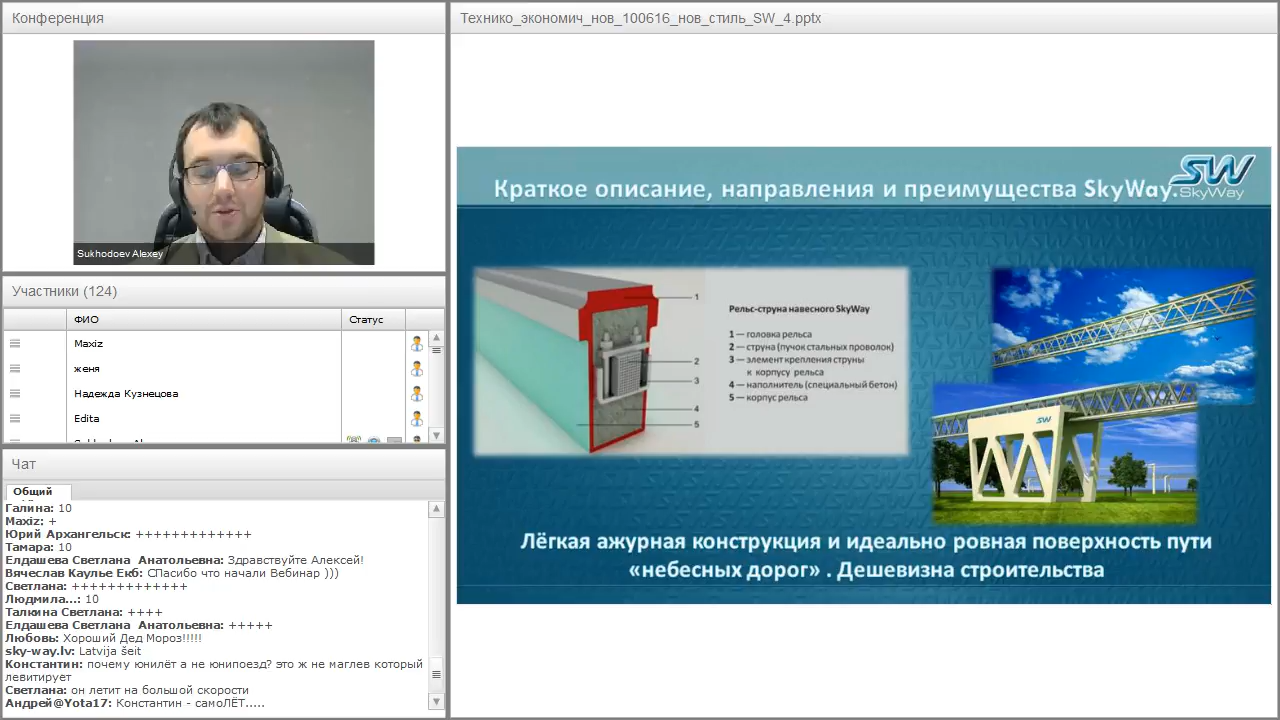 Конференция
Sukhodoev Alexey
Участники (124)
ФИО
Статус
Maxiz
женя
Надежда Кузнецова
Edita
Чат
Общий
Галина: 10
Maxiz: +
Юрий Архангельск: +++++++++++++
Тамара: 10
Елдашева Светлана Анатольевна: Здравствуйте Алексей!
Вячеслав Каулье Екб: СПасибо что начали Вебинар )))
Светлана: +++++++++++++
Людмила...: 10
Талкина Светлана: ++++
Елдашева Светлана Анатольевна: +++++
Любовь: Хороший Дед Мороз!!!!!
sky-way.lv: Latvija šeit
Константин: почему юнилёт а не юнипоезд? это ж не маглев который
левитирует
Светлана: он летит на большой скорости
Андрей@Yota17: Константин - самоЛЁТ.....
Технико_экономич_нов_100616_нов_стиль_SW_4.pptx
Краткое описание, направления и преимущества SkyWay.
SW
SkyWay
1
2
3
4
5
Рельс-струна навесного SkyWay
1 — головка рельса
2 — струна (пучок стальных проволок)
3 — элемент крепления струны
к корпусу рельса
4 — наполнитель (специальный бетон)
5 — корпус рельса
SW
Лёгкая ажурная конструкция и идеально ровная поверхность пути
«небесных дорог» . Дешевизна строительства